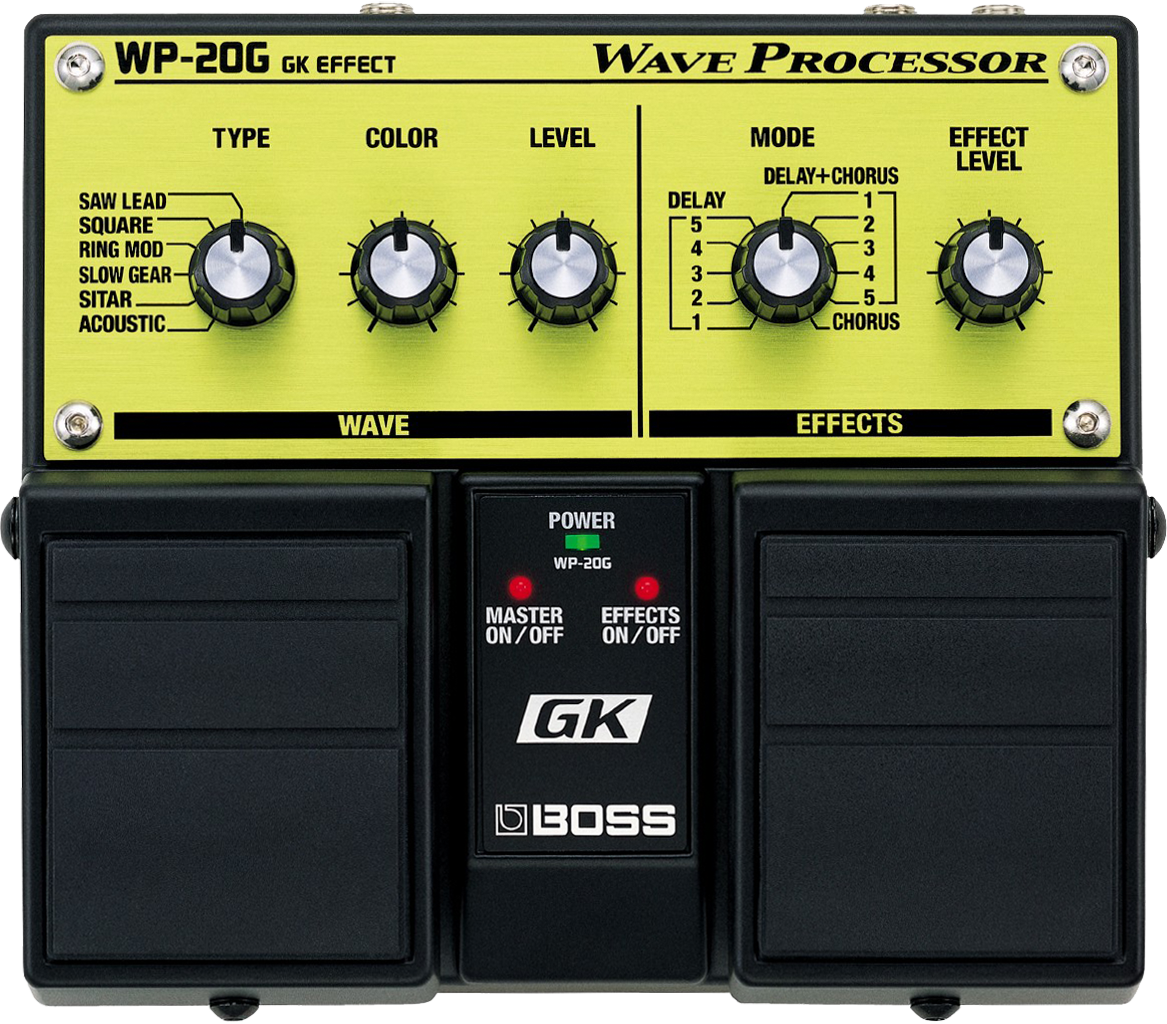 WP-20G GK EFFECT
WAVE PROCESSOR
TYPE
COLOR
LEVEL
SAW LEAD
SQUARE
RING MOD
SLOW GEAR
SITAR
ACOUSTIC
WAVE
MODE
EFFECT
LEVEL
DELAY
5
4
3
2
1
DELAY+CHORUS
1
2
3
4
5
CHORUS
EFFECTS
POWER
WP-20G
MASTER
ON/OFF
EFFECTS
ON/OFF
GK
BOSS